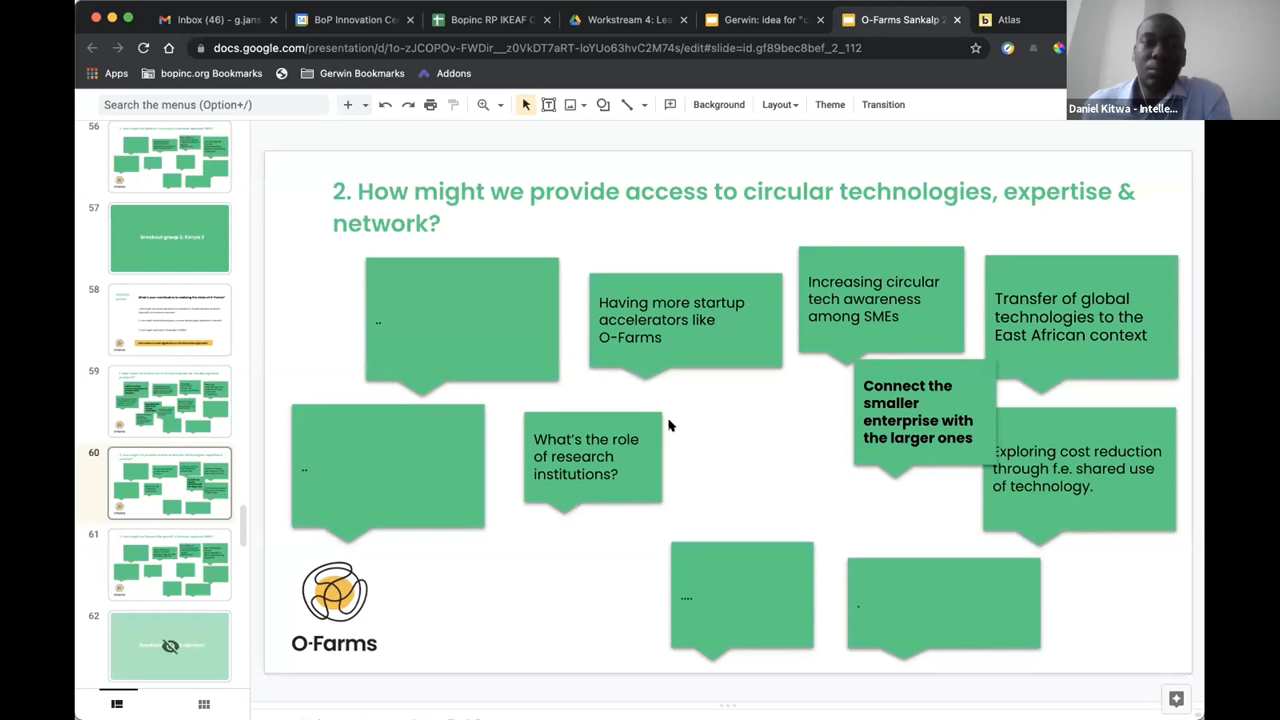 Inbox (46) - g.jans
BoP Innovation Ce
Bopinc RP IKEAF C
Workstream 4: Lea
Gerwin: idea for "c
O-Farms Sankalp 2
Atlas
docs.google.com/presentation/d/1o-zJCOPOv-FWDir__z0VkDT7aRT-loYUo63hvC2M74s/edit#slide=id.gf89bec8bef_2_112
Apps
bopinc.org Bookmarks
Gerwin Bookmarks
Addons
Daniel Kitwa - Intelle...
Search the menus (Option+/)
Background
Layout
Theme
Transition
56
57
Breakout group 2: Kenya 2
58
59
60
61
62
2. How might we provide access to circular technologies, expertise &
network?
..
Having more startup
accelerators like
O-Farms
Increasing circular
tech awareness
among SMEs
Transfer of global
technologies to the
East African context
Connect the
smaller
enterprise with
the larger ones
..
What's the role
of research
institutions?
Exploring cost reduction
through f.e. shared use
of technology.
....
.
O-Farms